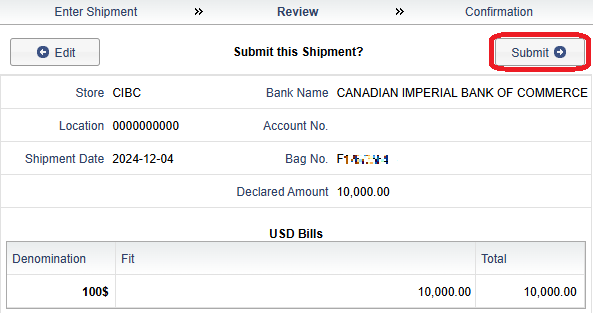 Enter Shipment » Review » Confirmation
Edit Submit this Shipment? Submit
Store CIBC Bank Name CANADIAN IMPERIAL BANK OF COMMERCE
Location 0000000000 Account No.
Shipment Date 2024-12-04 Bag No.
Declared Amount 10,000.00
USD Bills
Denomination Fit Total
100$ 10,000.00 10,000.00